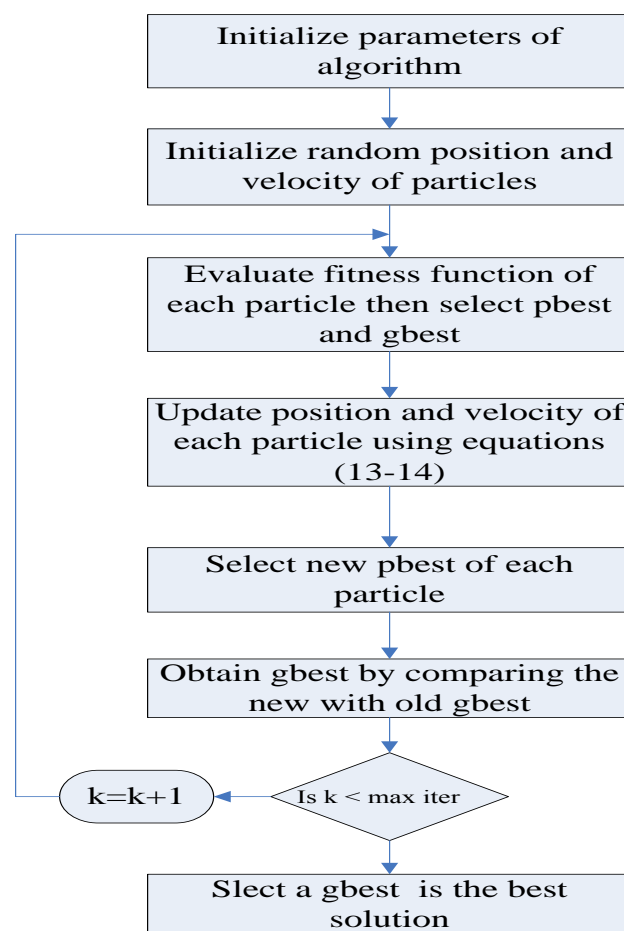 Initialize parameters of
algorithm
Initialize random position and
velocity of particles
Evaluate fitness function of
each particle then select pbest
and gbest
Update position and velocity of
each particle using equations
(13-14)
Select new pbest of each
particle
Obtain gbest by comparing the
new with old gbest
k=k+1
Is k < max iter
Slect a gbest is the best
solution